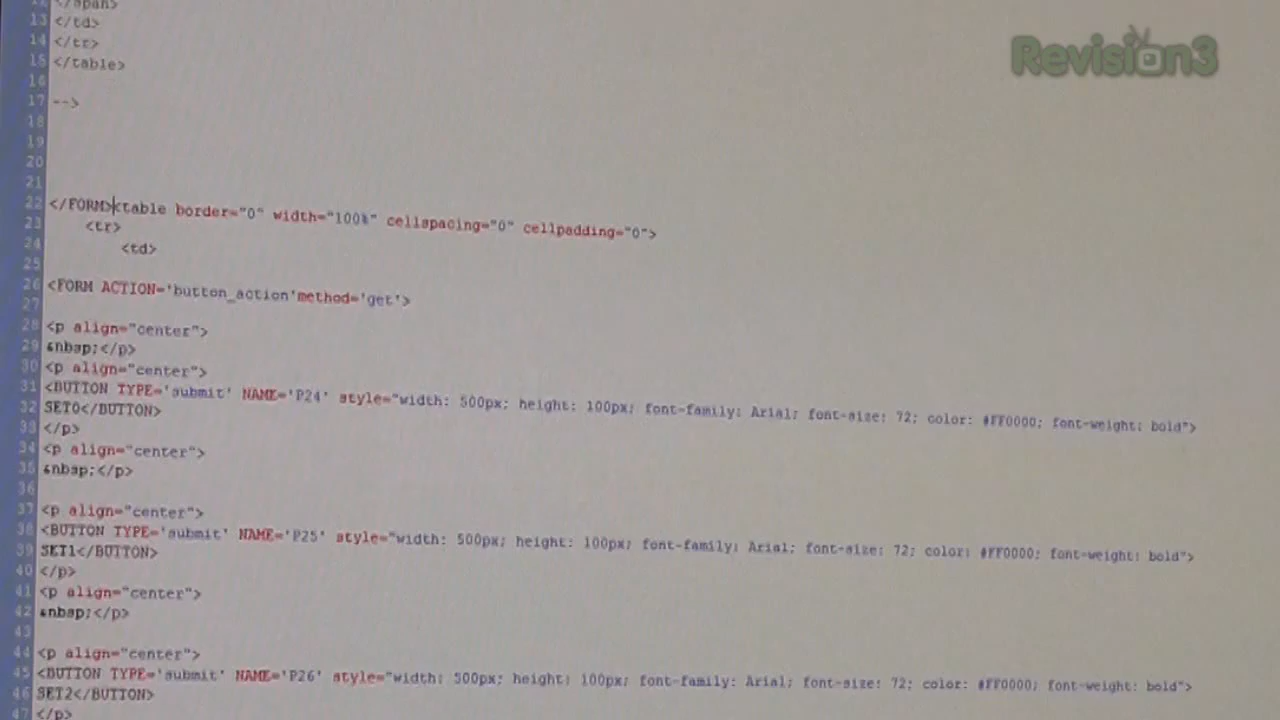 12 </span>
Revision3
13 </td>
14 </tr>
15 </table>
16
17 -->
18
19
20
21
22 </FORM><table border="0" width="100%" cellspacing="0" cellpadding="0">
23 <tr>
24 <td>
25
26 <FORM ACTION='button_action'method='get'>
27
28 <p align="center">
29 &nbsp;</p>
30 <p align="center">
31 <BUTTON TYPE='submit' NAME='P24' style="width: 500px; height: 100px; font-family: Arial; font-size: 72; color: #FF0000; font-weight: bold">
32 SET0</BUTTON>
33 </p>
34 <p align="center">
35 &nbsp;</p>
36
37 <p align="center">
38 <BUTTON TYPE='submit' NAME='P25' style="width: 500px; height: 100px; font-family: Arial; font-size: 72; color: #FF0000; font-weight: bold">
39 SET1</BUTTON>
40 </p>
41 <p align="center">
42 &nbsp;</p>
43
44 <p align="center">
45 <BUTTON TYPE='submit' NAME='P26' style="width: 500px; height: 100px; font-family: Arial; font-size: 72; color: #FF0000; font-weight: bold">
46 SET2</BUTTON>
47 </p>